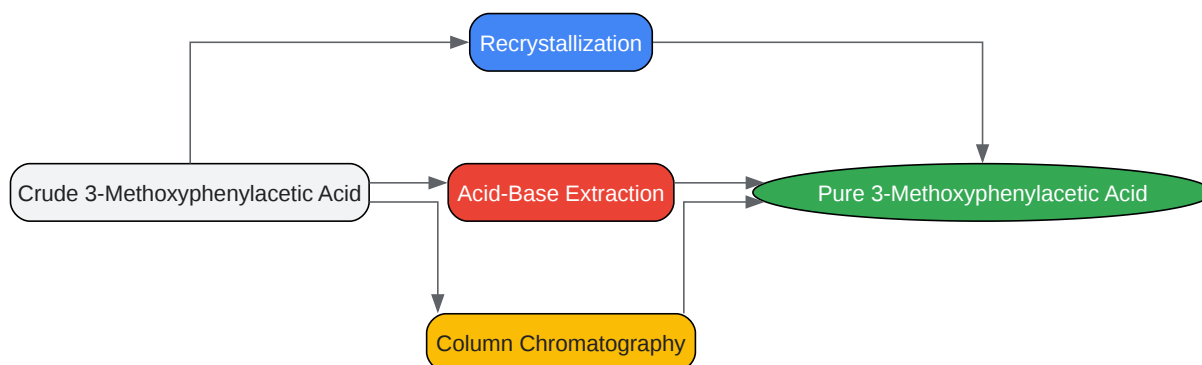 Recrystallization
Crude 3-Methoxyphenylacetic Acid
Acid-Base Extraction
Pure 3-Methoxyphenylacetic Acid
Column Chromatography